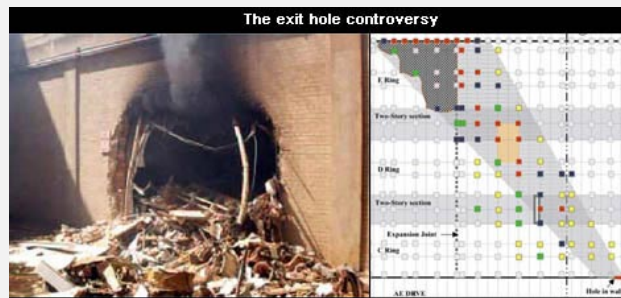 The exit hole controversy
E Ring
Two-Story section
D Ring
Two-Story section
Expansion Joint
C Ring
AE DRIVE
Hole in wall